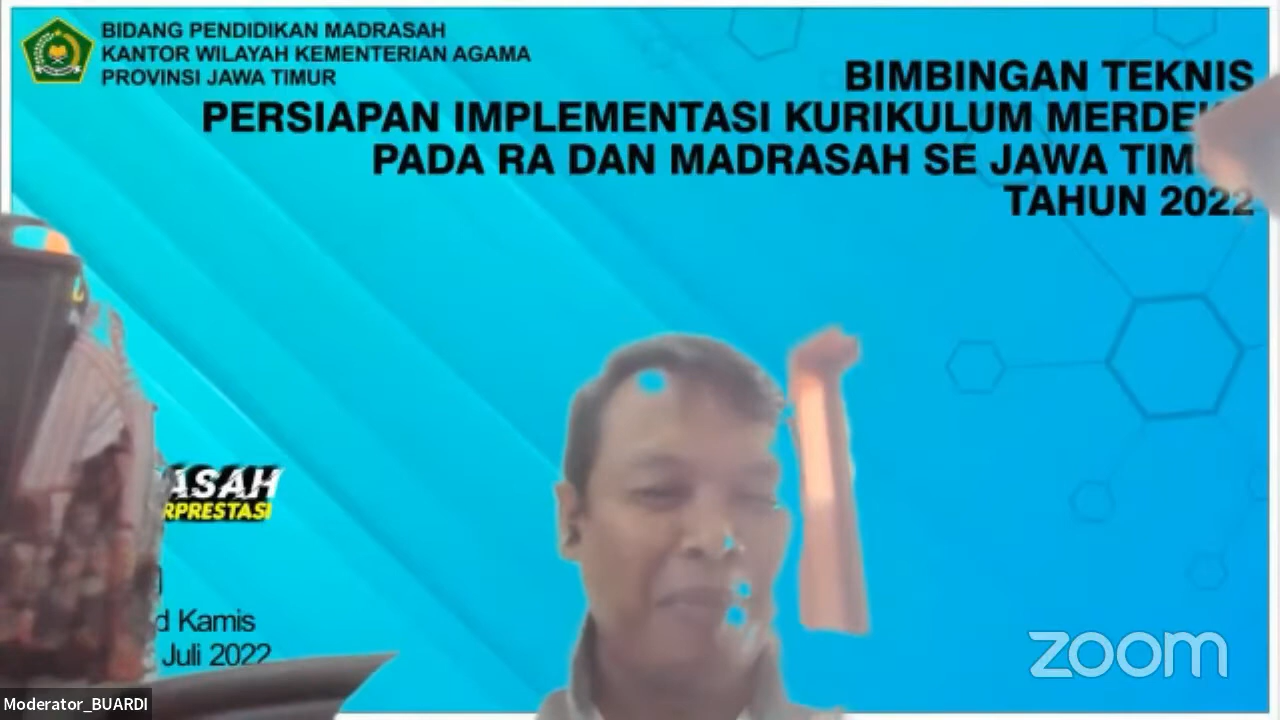 BIDANG PENDIDIKAN MADRASAH
KANTOR WILAYAH KEMENTERIAN AGAMA
PROVINSI JAWA TIMUR
BIMBINGAN TEKNIS
PERSIAPAN IMPLEMENTASI KURIKULUM
PADA RA DAN MADRASAH SE JAWA
TAHUN 2022
Kamis
Juli 2022
zoom
Moderator_BUARDI